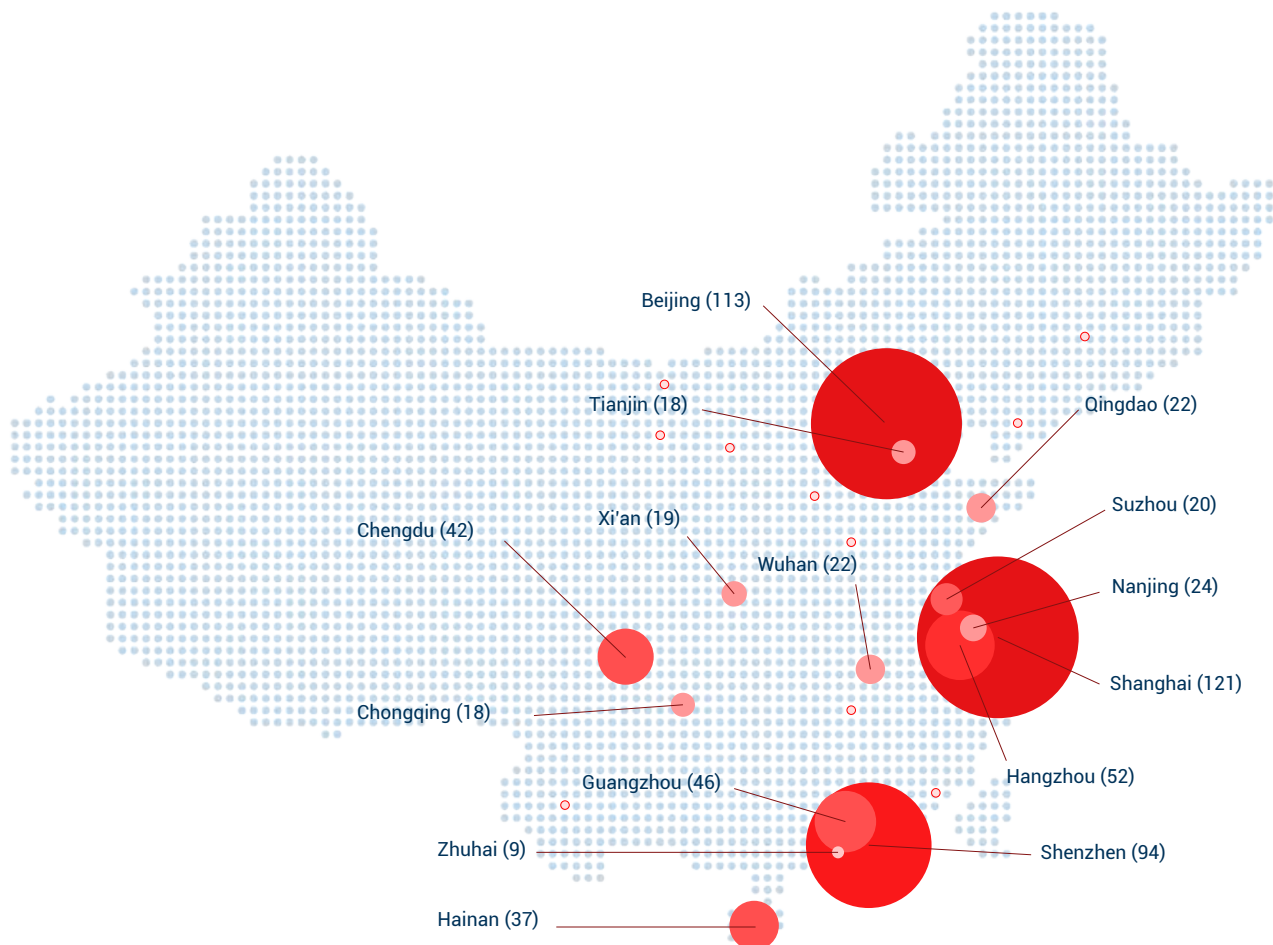 Beijing (113)
Tianjin (18)
Qingdao (22)
Suzhou (20)
Xi'an (19)
Chengdu (42)
Wuhan (22)
Nanjing (24)
Shanghai (121)
Chongqing (18)
Hangzhou (52)
Guangzhou (46)
Zhuhai (9)
Shenzhen (94)
Hainan (37)